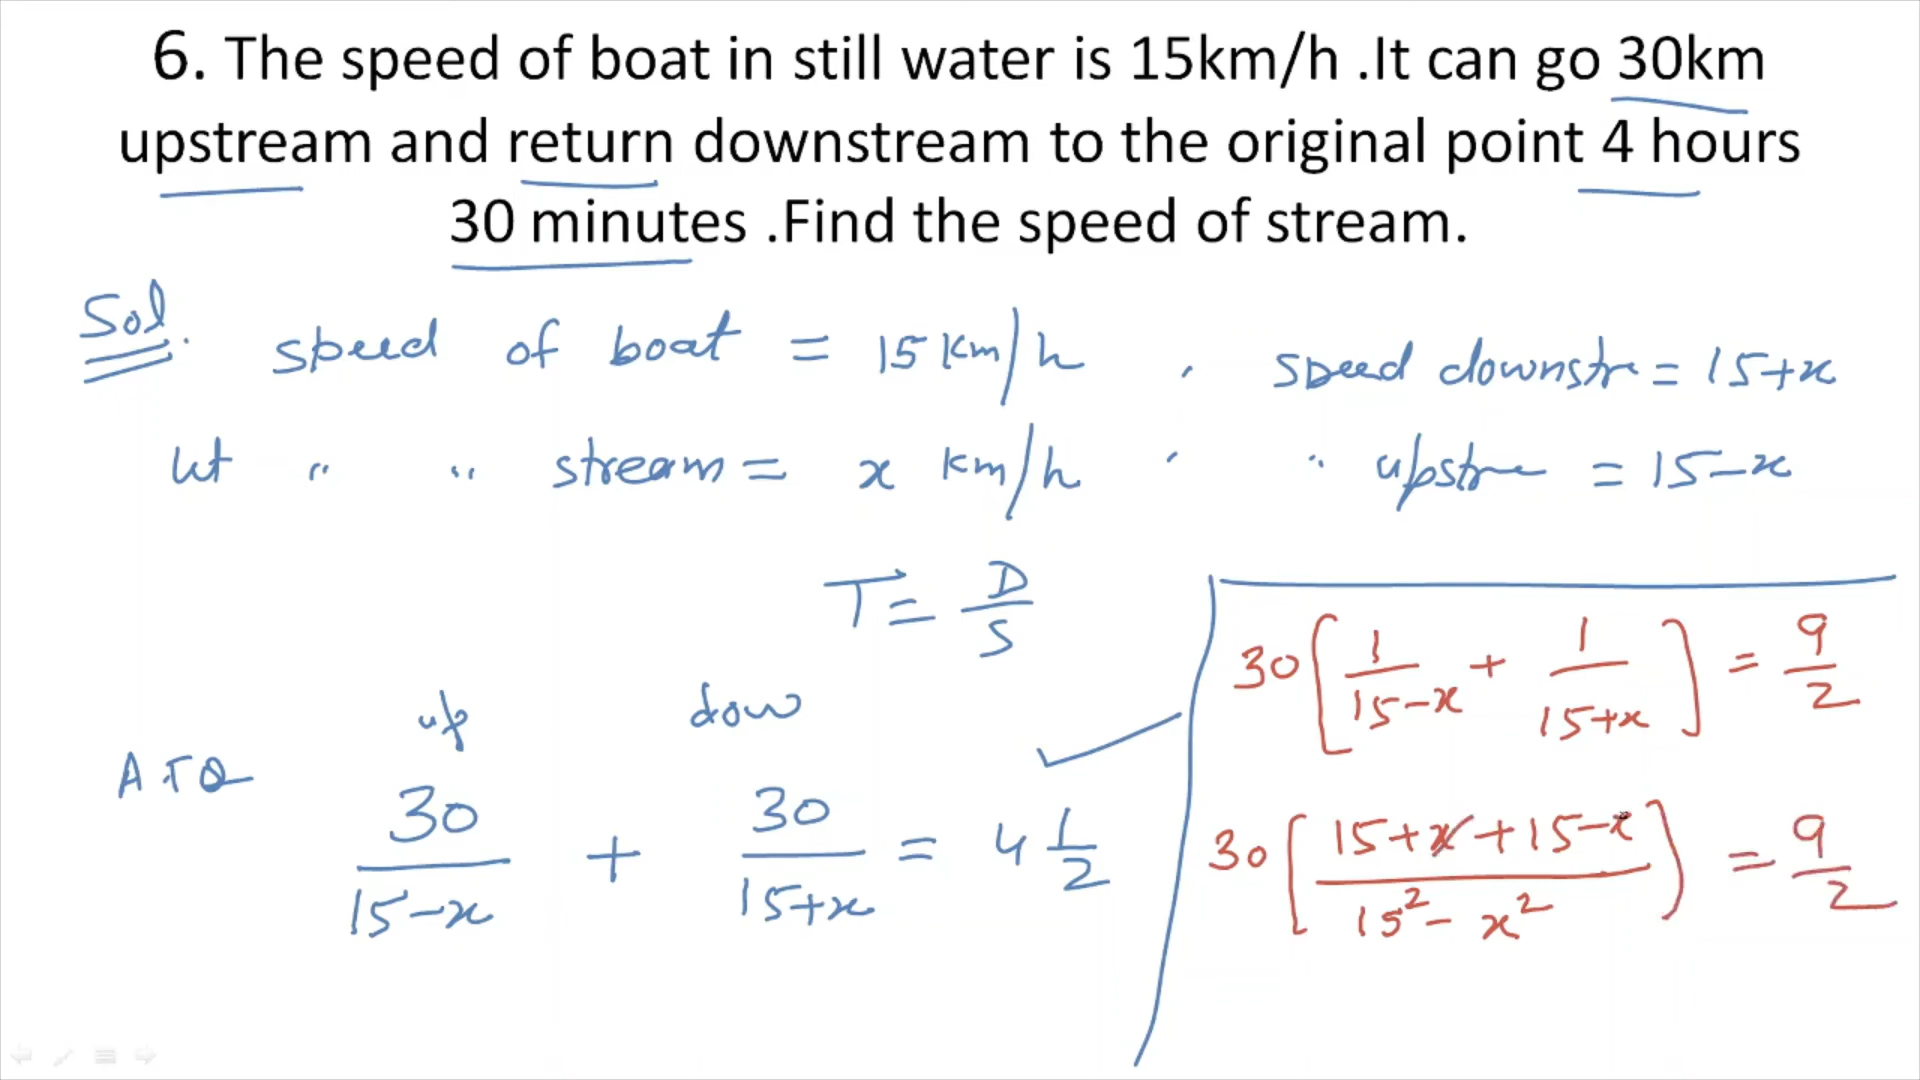 6. The speed of boat in still water is 15km/h .It can go 30km
upstream and return downstream to the original point 4 hours
30 minutes .Find the speed of stream.
Sol.
speed of boat = 15 km/h , speed downstr = 15+x
let " " stream = x km/h , " upstre = 15-x
T = D/S
up dow
ATQ 30/(15-x) + 30/(15+x) = 4 1/2
30[1/(15-x) + 1/(15+x)] = 9/2
30[(15+x+15-x)/(15²-x²)] = 9/2